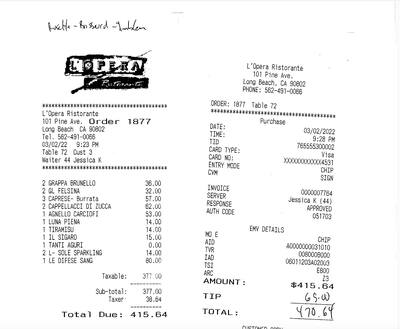 L'OPERA
Ristorante
L'Opera Ristorante
101 Pine Ave. Order 1877
Long Beach CA 90802
Tel. 562-491-0066
03/02/22 9:23 PM
Table 72 Cust 3
Waiter 44 Jessica K
2 GRAPPA BRUNELLO 36.00
2 GL FELSINA 32.00
3 CAPRESE- Burrata 57.00
2 CAPPELLACCI DI ZUCCA 62.00
1 AGNELLO CARCIOFI 53.00
1 LUNA PIENA 14.00
1 TIRAMISU 14.00
1 IL SIGARO 15.00
1 TANTI AGURI 0.00
2 L- SOLE SPARKLING 14.00
1 LE DIFESE SANG 80.00
Taxable: 377.00
Sub-total: 377.00
Taxer: 38.64
Total Due: 415.64
L'Opera Ristorante
101 Pine Ave.
Long Beach, CA 90802
PHONE: 562-491-0066
ORDER: 1877 Table 72
Purchase
DATE: 03/02/2022
TIME: 9:28 PM
TID 765555300002
CARD TYPE: Visa
CARD NO: XXXXXXXXXXXX4531
ENTRY MODE CHIP
CVM SIGN
INVOICE 0000007784
SERVER Jessica K (44)
RESPONSE APPROVED
AUTH CODE 051703
EMV DETAILS
MO E CHIP
AID A0000000031010
TVR 0080008000
IAD 06011203A02003
TSI E800
ARC Z3
AMOUNT: $415.64
TIP
TOTAL: 470.64
CUSTOMER COPY